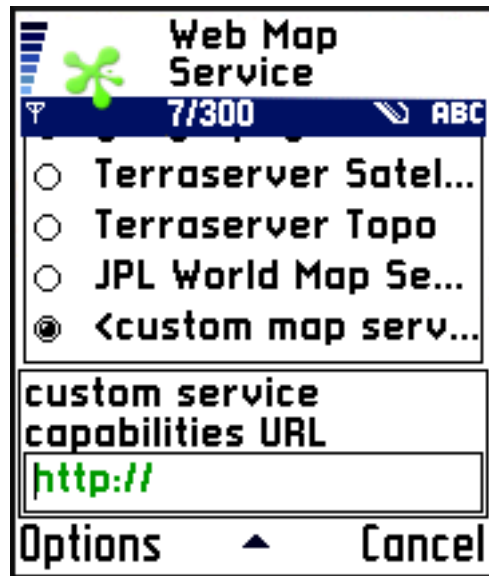 Web Map
Service
7/300 ABC
Terraserver Satel...
Terraserver Topo
JPL World Map Se...
<custom map serv...
custom service
capabilities URL
http://
Options Cancel